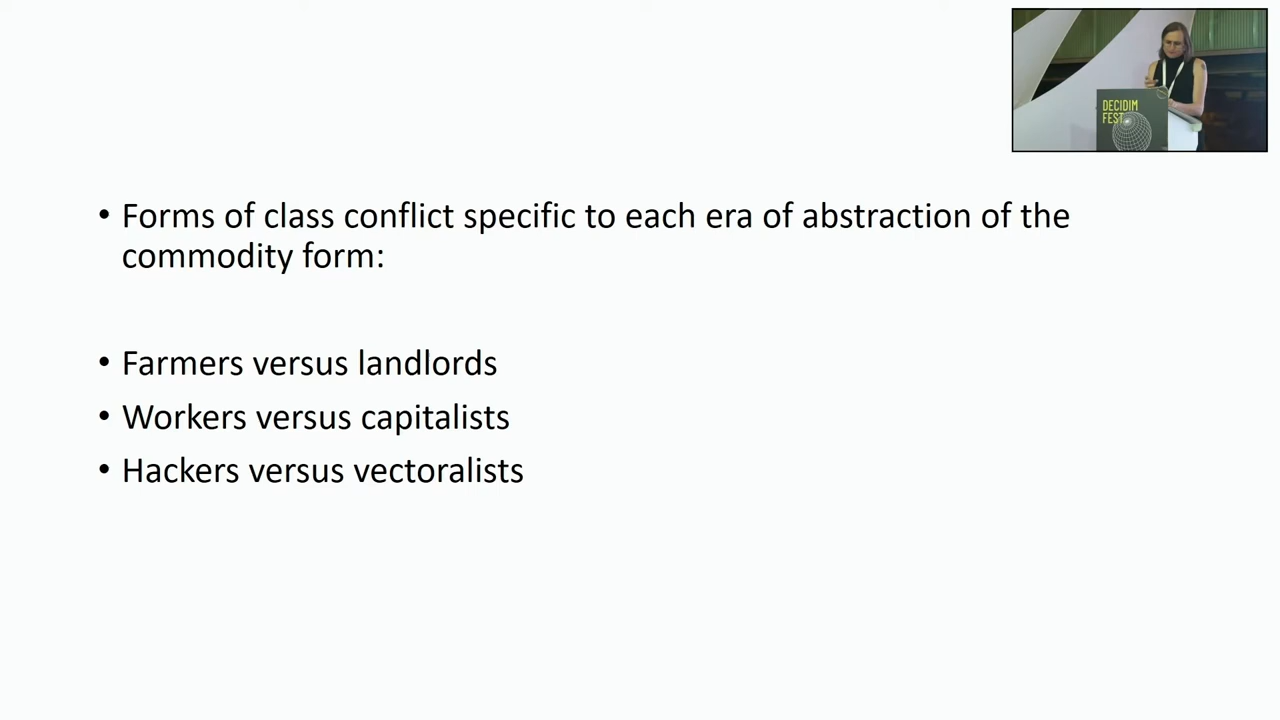 DECIDIM
FEST
• Forms of class conflict specific to each era of abstraction of the
commodity form:
• Farmers versus landlords
• Workers versus capitalists
• Hackers versus vectoralists